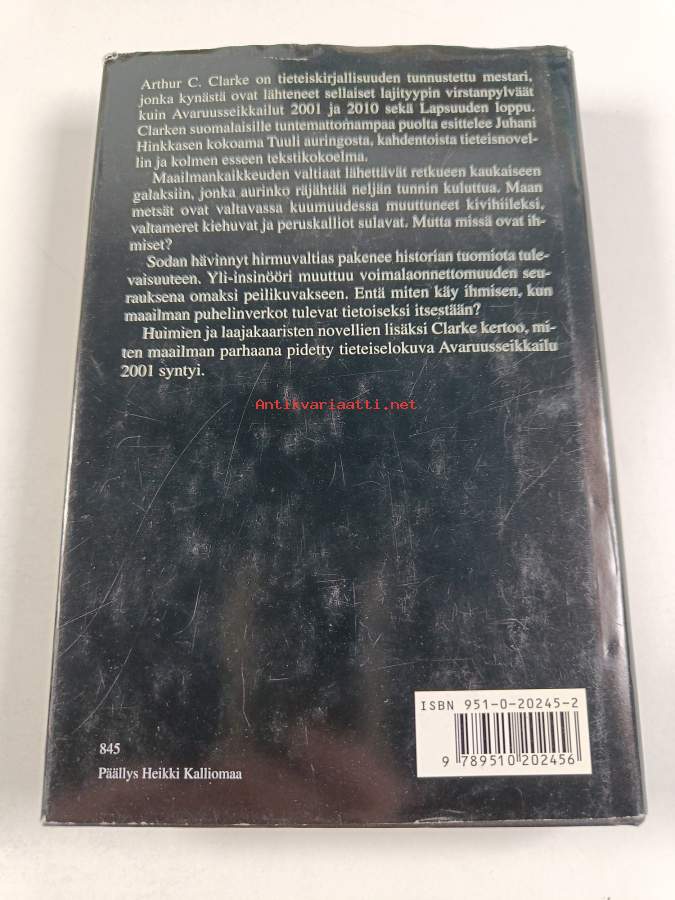 Arthur C. Clarke on tieteiskirjallisuuden tunnustettu mestari,
jonka kynästä ovat lähteneet sellaiset lajityypin virstanpylväät
kuin Avaruusseikkailut 2001 ja 2010 sekä Lapsuuden loppu.
Clarken suomalaisille tuntemattomampaa puolta esittelee Juhani
Hinkkasen kokoama Tuuli auringosta, kahdentoista tieteisnovel-
lin ja kolmen esseen tekstikokoelma.
Maailmankaikkeuden valtiaat lähettävät retkueen kaukaiseen
galaksiin, jonka aurinko räjähtää neljän tunnin kuluttua. Maan
metsät ovat valtavassa kuumuudessa muuttuneet kivihiileksi,
valtameret kiehuvat ja peruskalliot sulavat. Mutta missä ovat ih-
miset?
Sodan hävinnyt hirmuvaltias pakenee historian tuomiota tule-
vaisuuteen. Yli-insinööri muuttuu voimalaonnettomuuden seu-
rauksena omaksi peilikuvakseen. Entä miten käy ihmisen, kun
maailman puhelinverkot tulevat tietoiseksi itsestään?
Huimien ja laajakaaristen novellien lisäksi Clarke kertoo, mi-
ten maailman parhaana pidetty tieteiselokuva Avaruusseikkailu
2001 syntyi.
Antikvariaatti.net
ISBN 951-0-20245-2
9 789510 202456
845
Päällys Heikki Kalliomaa